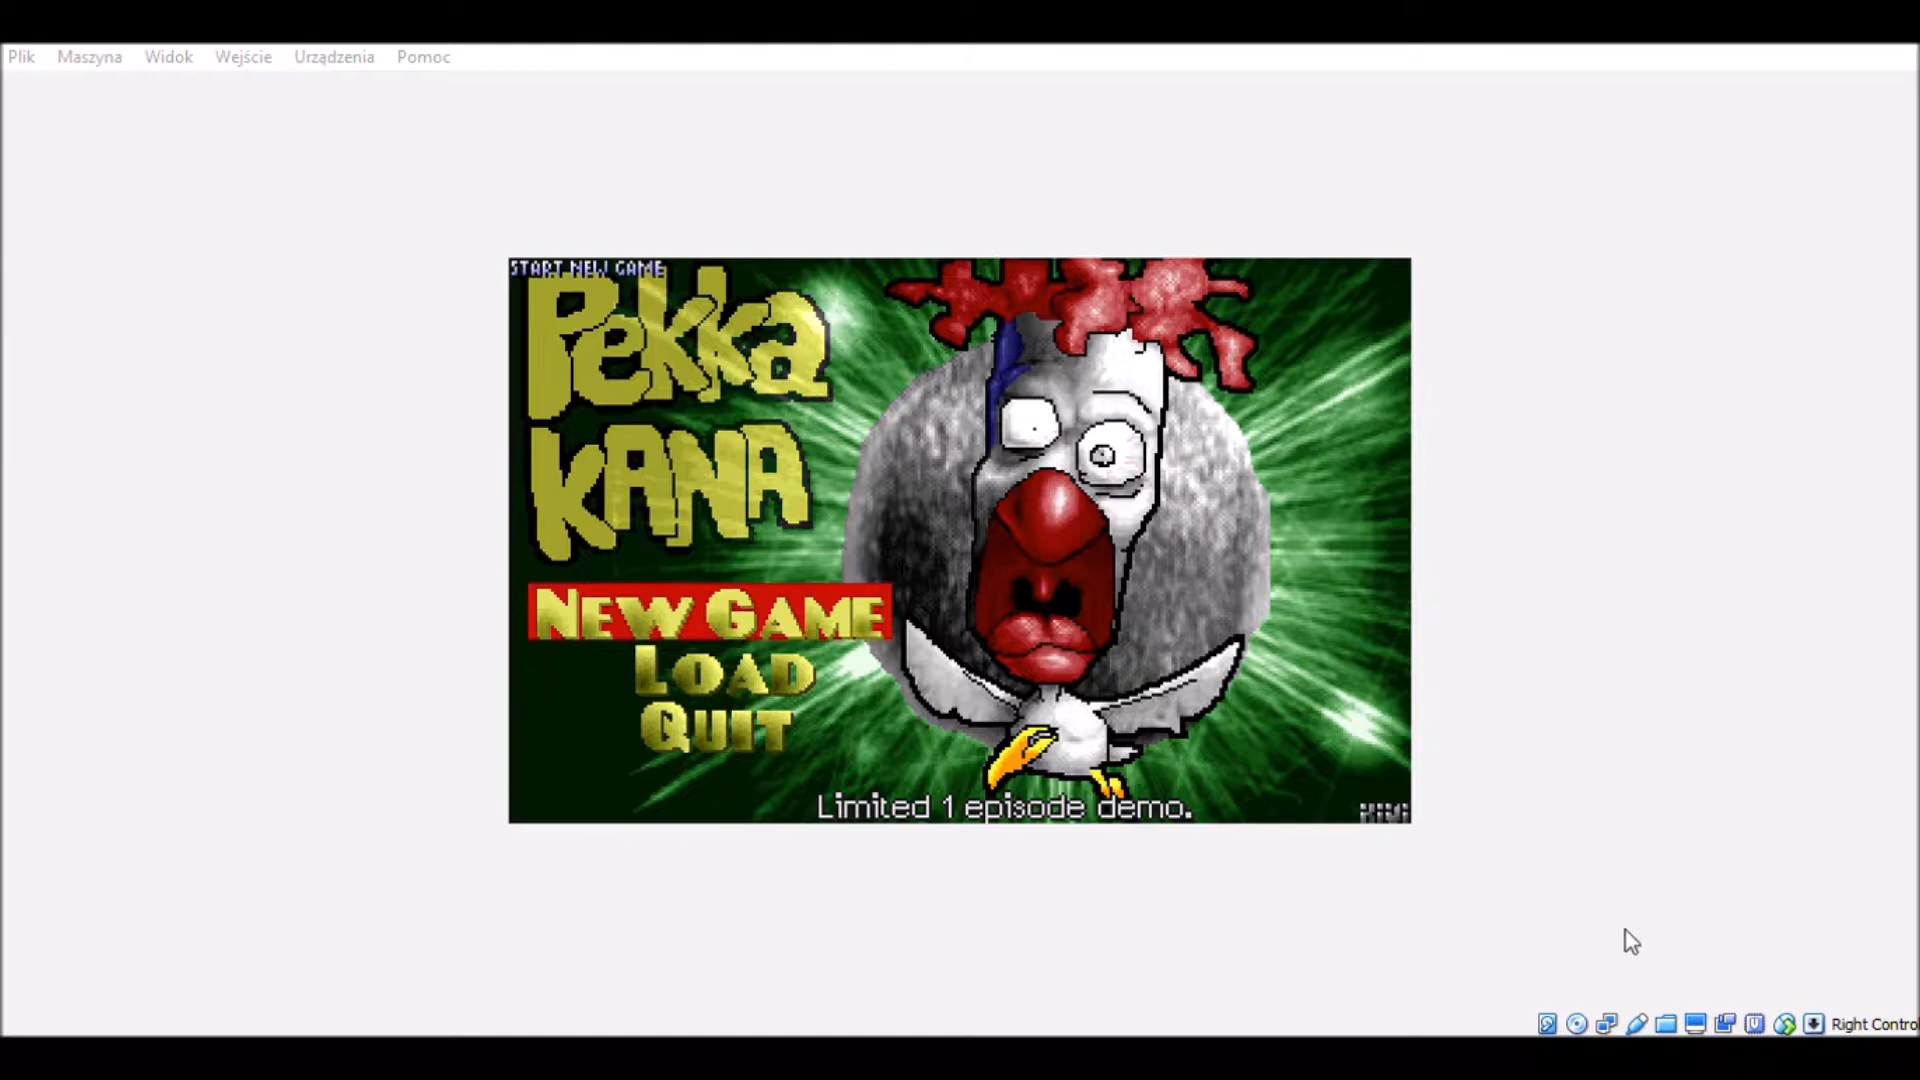 Plik Maszyna Widok Wejście Urządzenia Pomoc
START NEW GAME
Pekka
KANA
NEW GAME
LOAD
QUIT
Limited 1 episode demo.
Right Contro